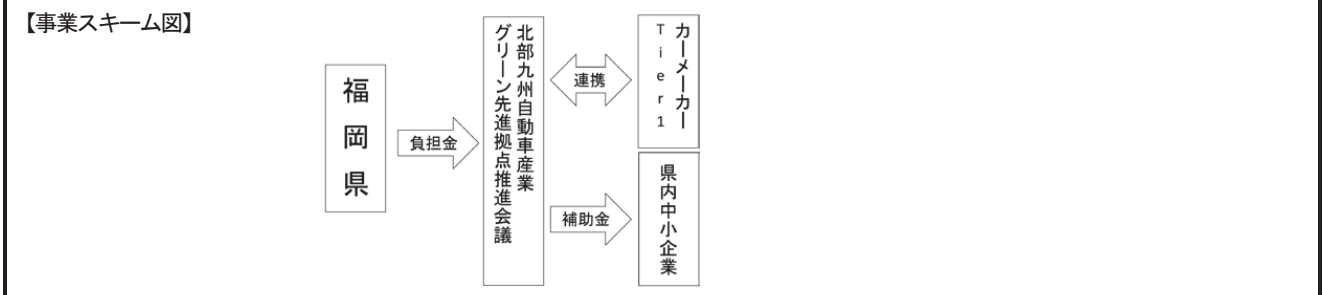 【事業スキーム図】
福岡県
負担金
北部九州自動車産業
グリーン先進拠点推進会議
連携
カーメーカー
Tier1
補助金
県内中小企業